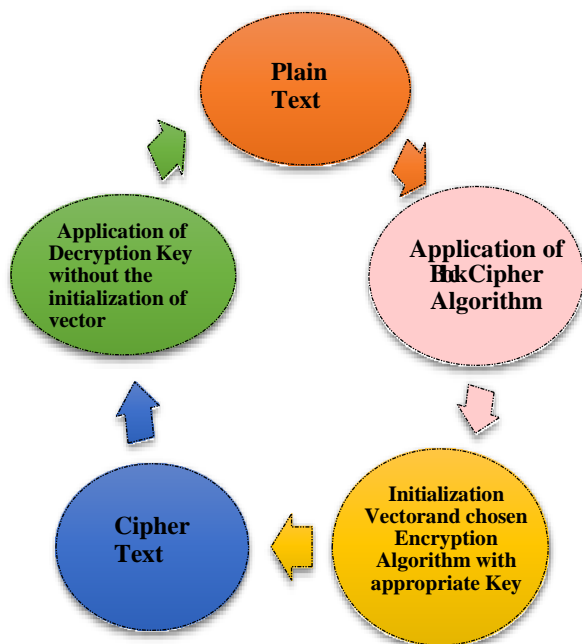 Plain
Text
Application of
Block Cipher
Algorithm
Initialization
Vectorand chosen
Encryption
Algorithm with
appropriate Key
Cipher
Text
Application of
Decryption Key
without the
initialization of
vector